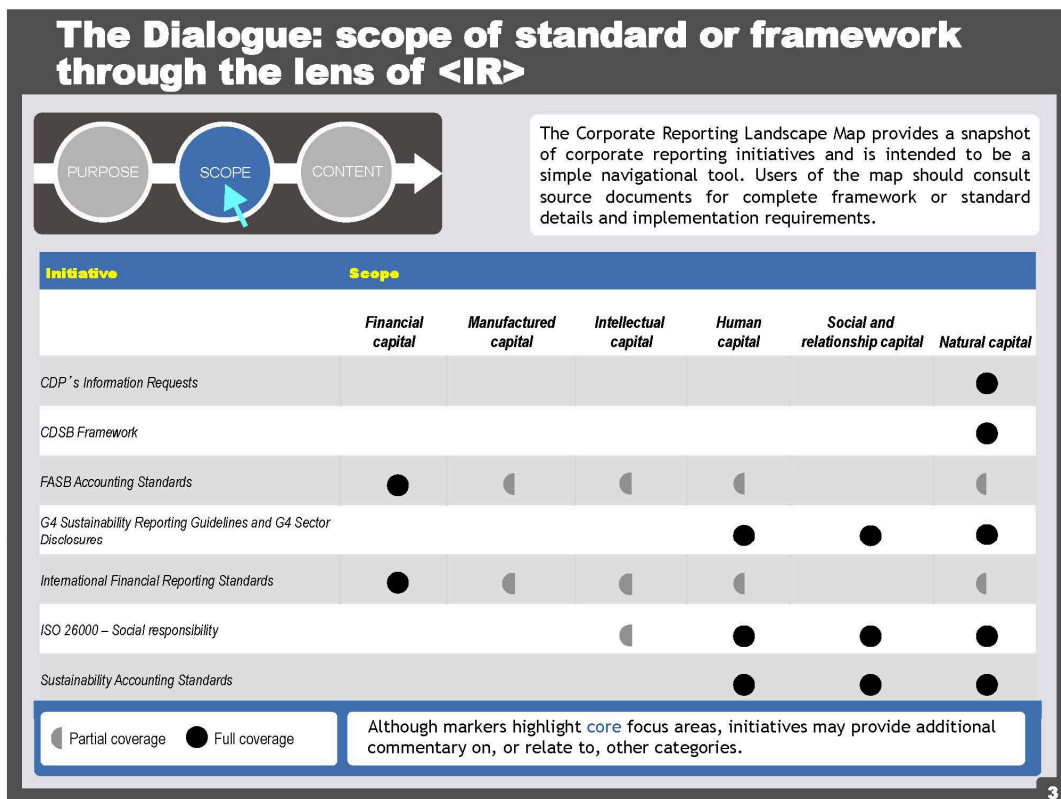 The Dialogue: scope of standard or framework
through the lens of <IR>
PURPOSE
SCOPE
CONTENT
The Corporate Reporting Landscape Map provides a snapshot
of corporate reporting initiatives and is intended to be a
simple navigational tool. Users of the map should consult
source documents for complete framework or standard
details and implementation requirements.
Initiative Scope
Financial
capital
Manufactured
capital
Intellectual
capital
Human
capital
Social and
relationship capital
Natural capital
CDP´s Information Requests
CDSB Framework
FASB Accounting Standards
G4 Sustainability Reporting Guidelines and G4 Sector
Disclosures
International Financial Reporting Standards
ISO 26000 – Social responsibility
Sustainability Accounting Standards
Partial coverage
Full coverage
Although markers highlight core focus areas, initiatives may provide additional
commentary on, or relate to, other categories.
3